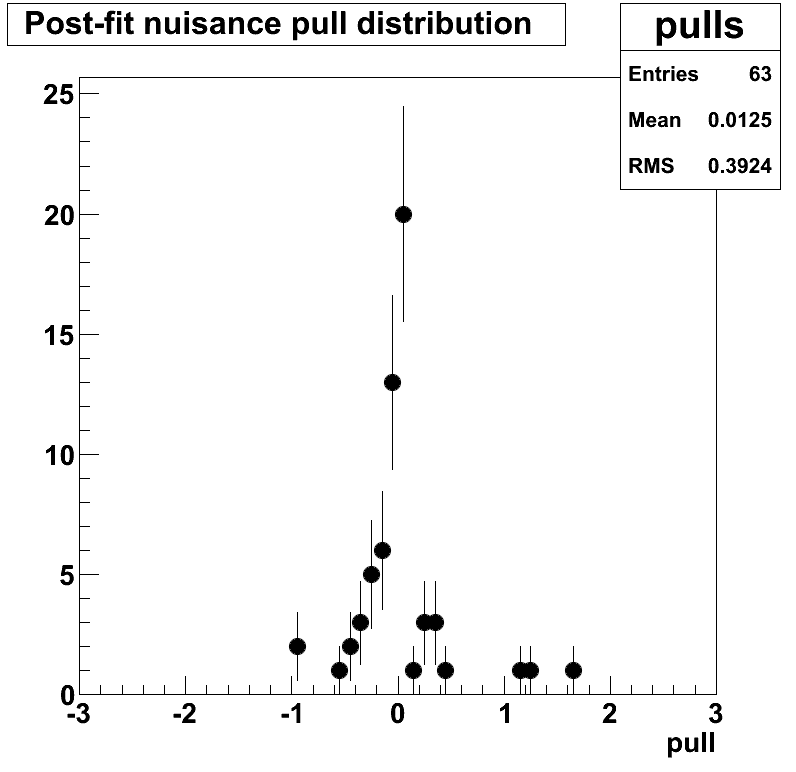 Post-fit nuisance pull distribution
pulls
Entries 63
Mean 0.0125
RMS 0.3924
25
20
15
10
5
0
-3 -2 -1 0 1 2 3
pull